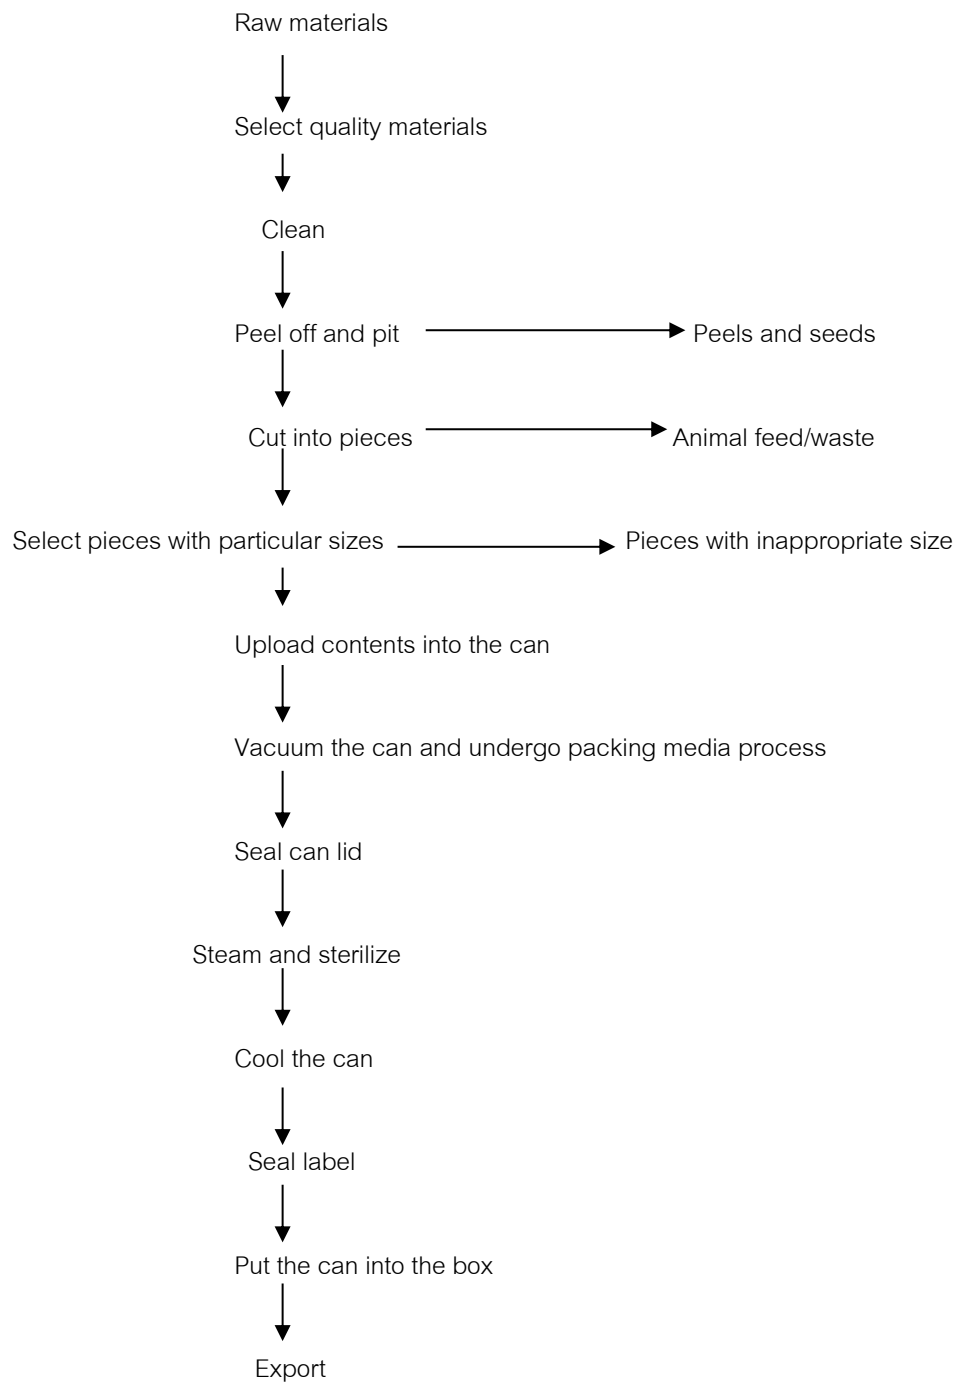 Raw materials
Select quality materials
Clean
Peel off and pit
Peels and seeds
Cut into pieces
Animal feed/waste
Select pieces with particular sizes
Pieces with inappropriate size
Upload contents into the can
Vacuum the can and undergo packing media process
Seal can lid
Steam and sterilize
Cool the can
Seal label
Put the can into the box
Export